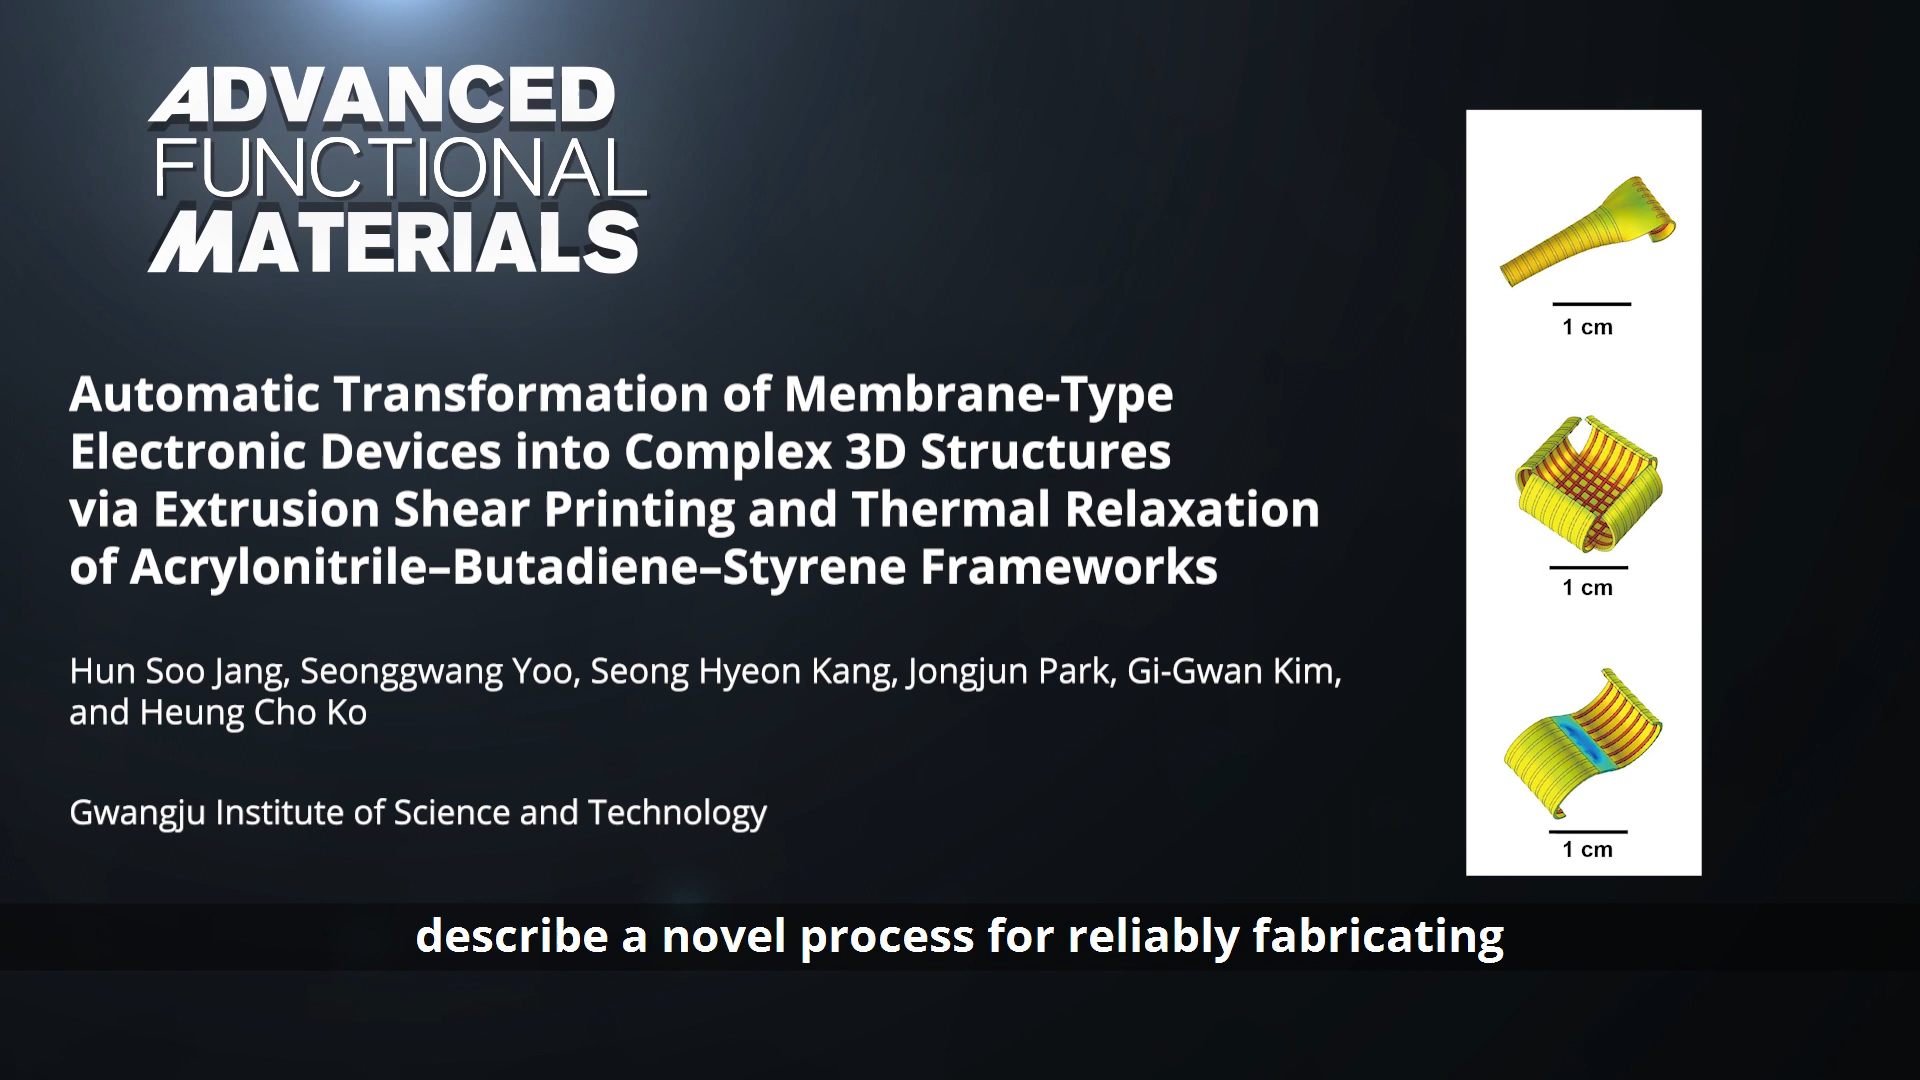 ADVANCED
FUNCTIONAL
MATERIALS
Automatic Transformation of Membrane-Type
Electronic Devices into Complex 3D Structures
via Extrusion Shear Printing and Thermal Relaxation
of Acrylonitrile–Butadiene–Styrene Frameworks
Hun Soo Jang, Seonggwang Yoo, Seong Hyeon Kang, Jongjun Park, Gi-Gwan Kim,
and Heung Cho Ko
Gwangju Institute of Science and Technology
1 cm
1 cm
1 cm
describe a novel process for reliably fabricating